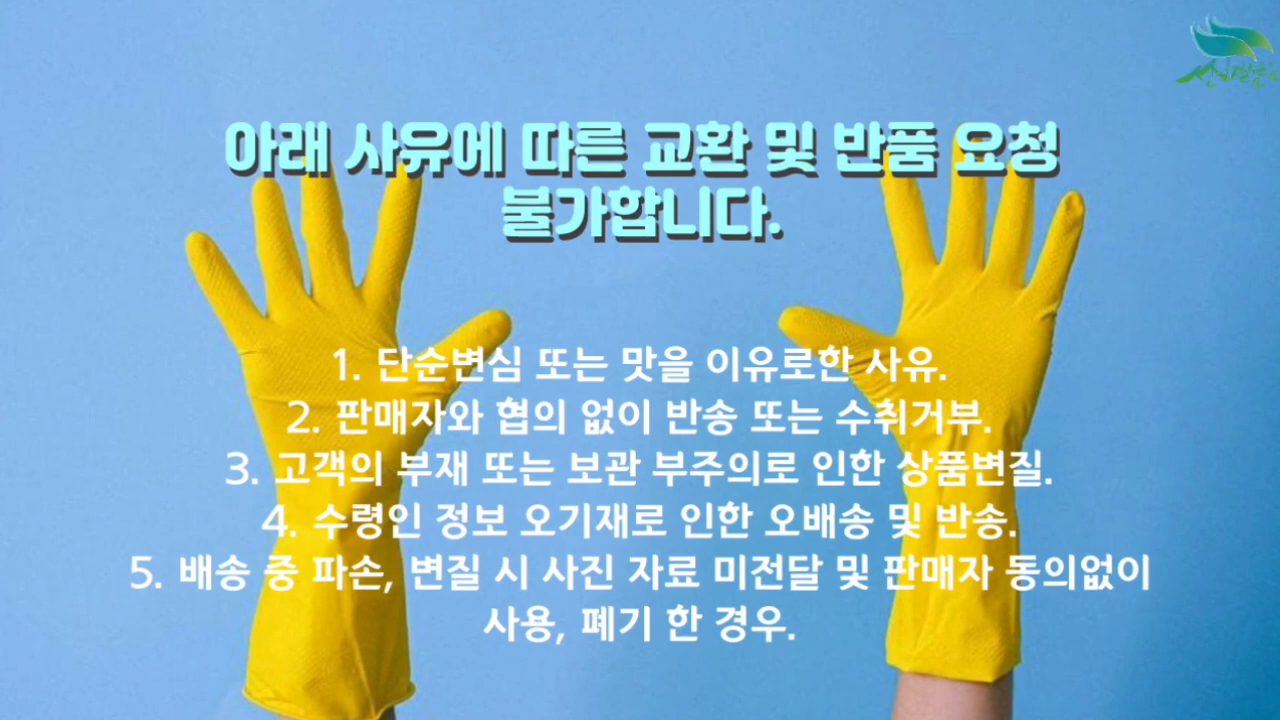 아래 사유에 따른 교환 및 반품 요청
불가합니다.
1. 단순변심 또는 맛을 이유로한 사유.
2. 판매자와 협의 없이 반송 또는 수취거부.
3. 고객의 부재 또는 보관 부주의로 인한 상품변질.
4. 수령인 정보 오기재로 인한 오배송 및 반송.
5. 배송 중 파손, 변질 시 사진 자료 미전달 및 판매자 동의없이
사용, 폐기 한 경우.